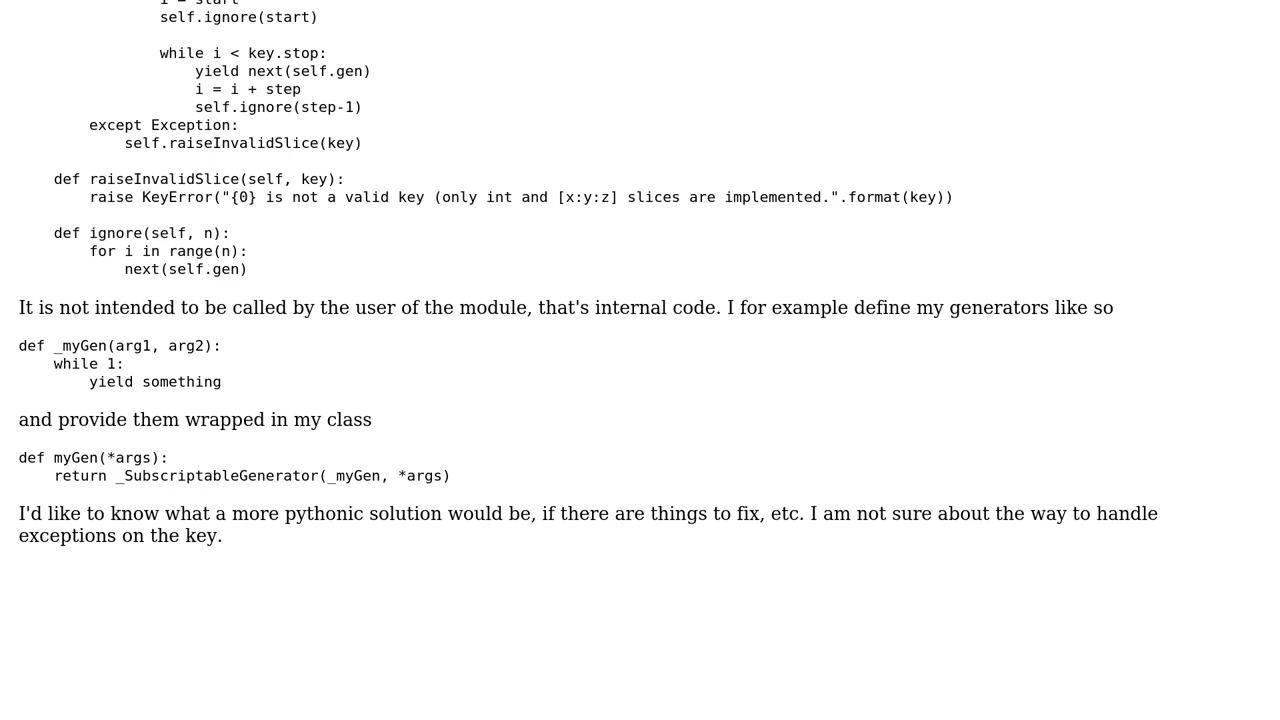 i = start
self.ignore(start)
while i < key.stop:
yield next(self.gen)
i = i + step
self.ignore(step-1)
except Exception:
self.raiseInvalidSlice(key)
def raiseInvalidSlice(self, key):
raise KeyError("{0} is not a valid key (only int and [x:y:z] slices are implemented.".format(key))
def ignore(self, n):
for i in range(n):
next(self.gen)
It is not intended to be called by the user of the module, that's internal code. I for example define my generators like so
def _myGen(arg1, arg2):
while 1:
yield something
and provide them wrapped in my class
def myGen(*args):
return _SubscriptableGenerator(_myGen, *args)
I'd like to know what a more pythonic solution would be, if there are things to fix, etc. I am not sure about the way to handle
exceptions on the key.